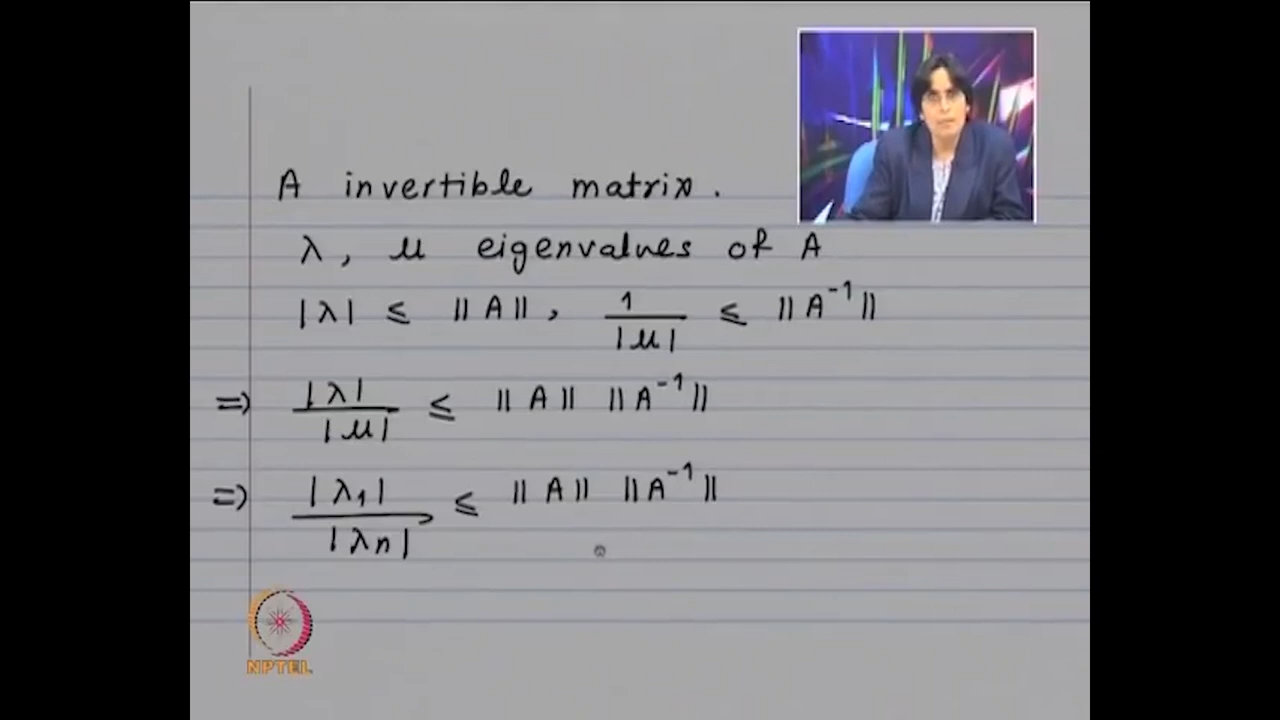 A invertible matrix.
λ, μ eigenvalues of A
|λ| ≤ ||A||, 1/|μ| ≤ ||A⁻¹||
⇒ |λ|/|μ| ≤ ||A|| ||A⁻¹||
⇒ |λ₁|/|λn| ≤ ||A|| ||A⁻¹||
NPTEL